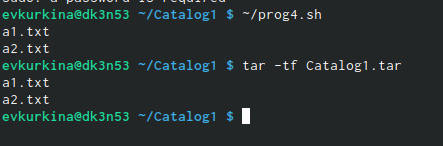 evkurkina@dk3n53 ~/Catalog1 $ ~/prog4.sh
a1.txt
a2.txt
evkurkina@dk3n53 ~/Catalog1 $ tar -tf Catalog1.tar
a1.txt
a2.txt
evkurkina@dk3n53 ~/Catalog1 $